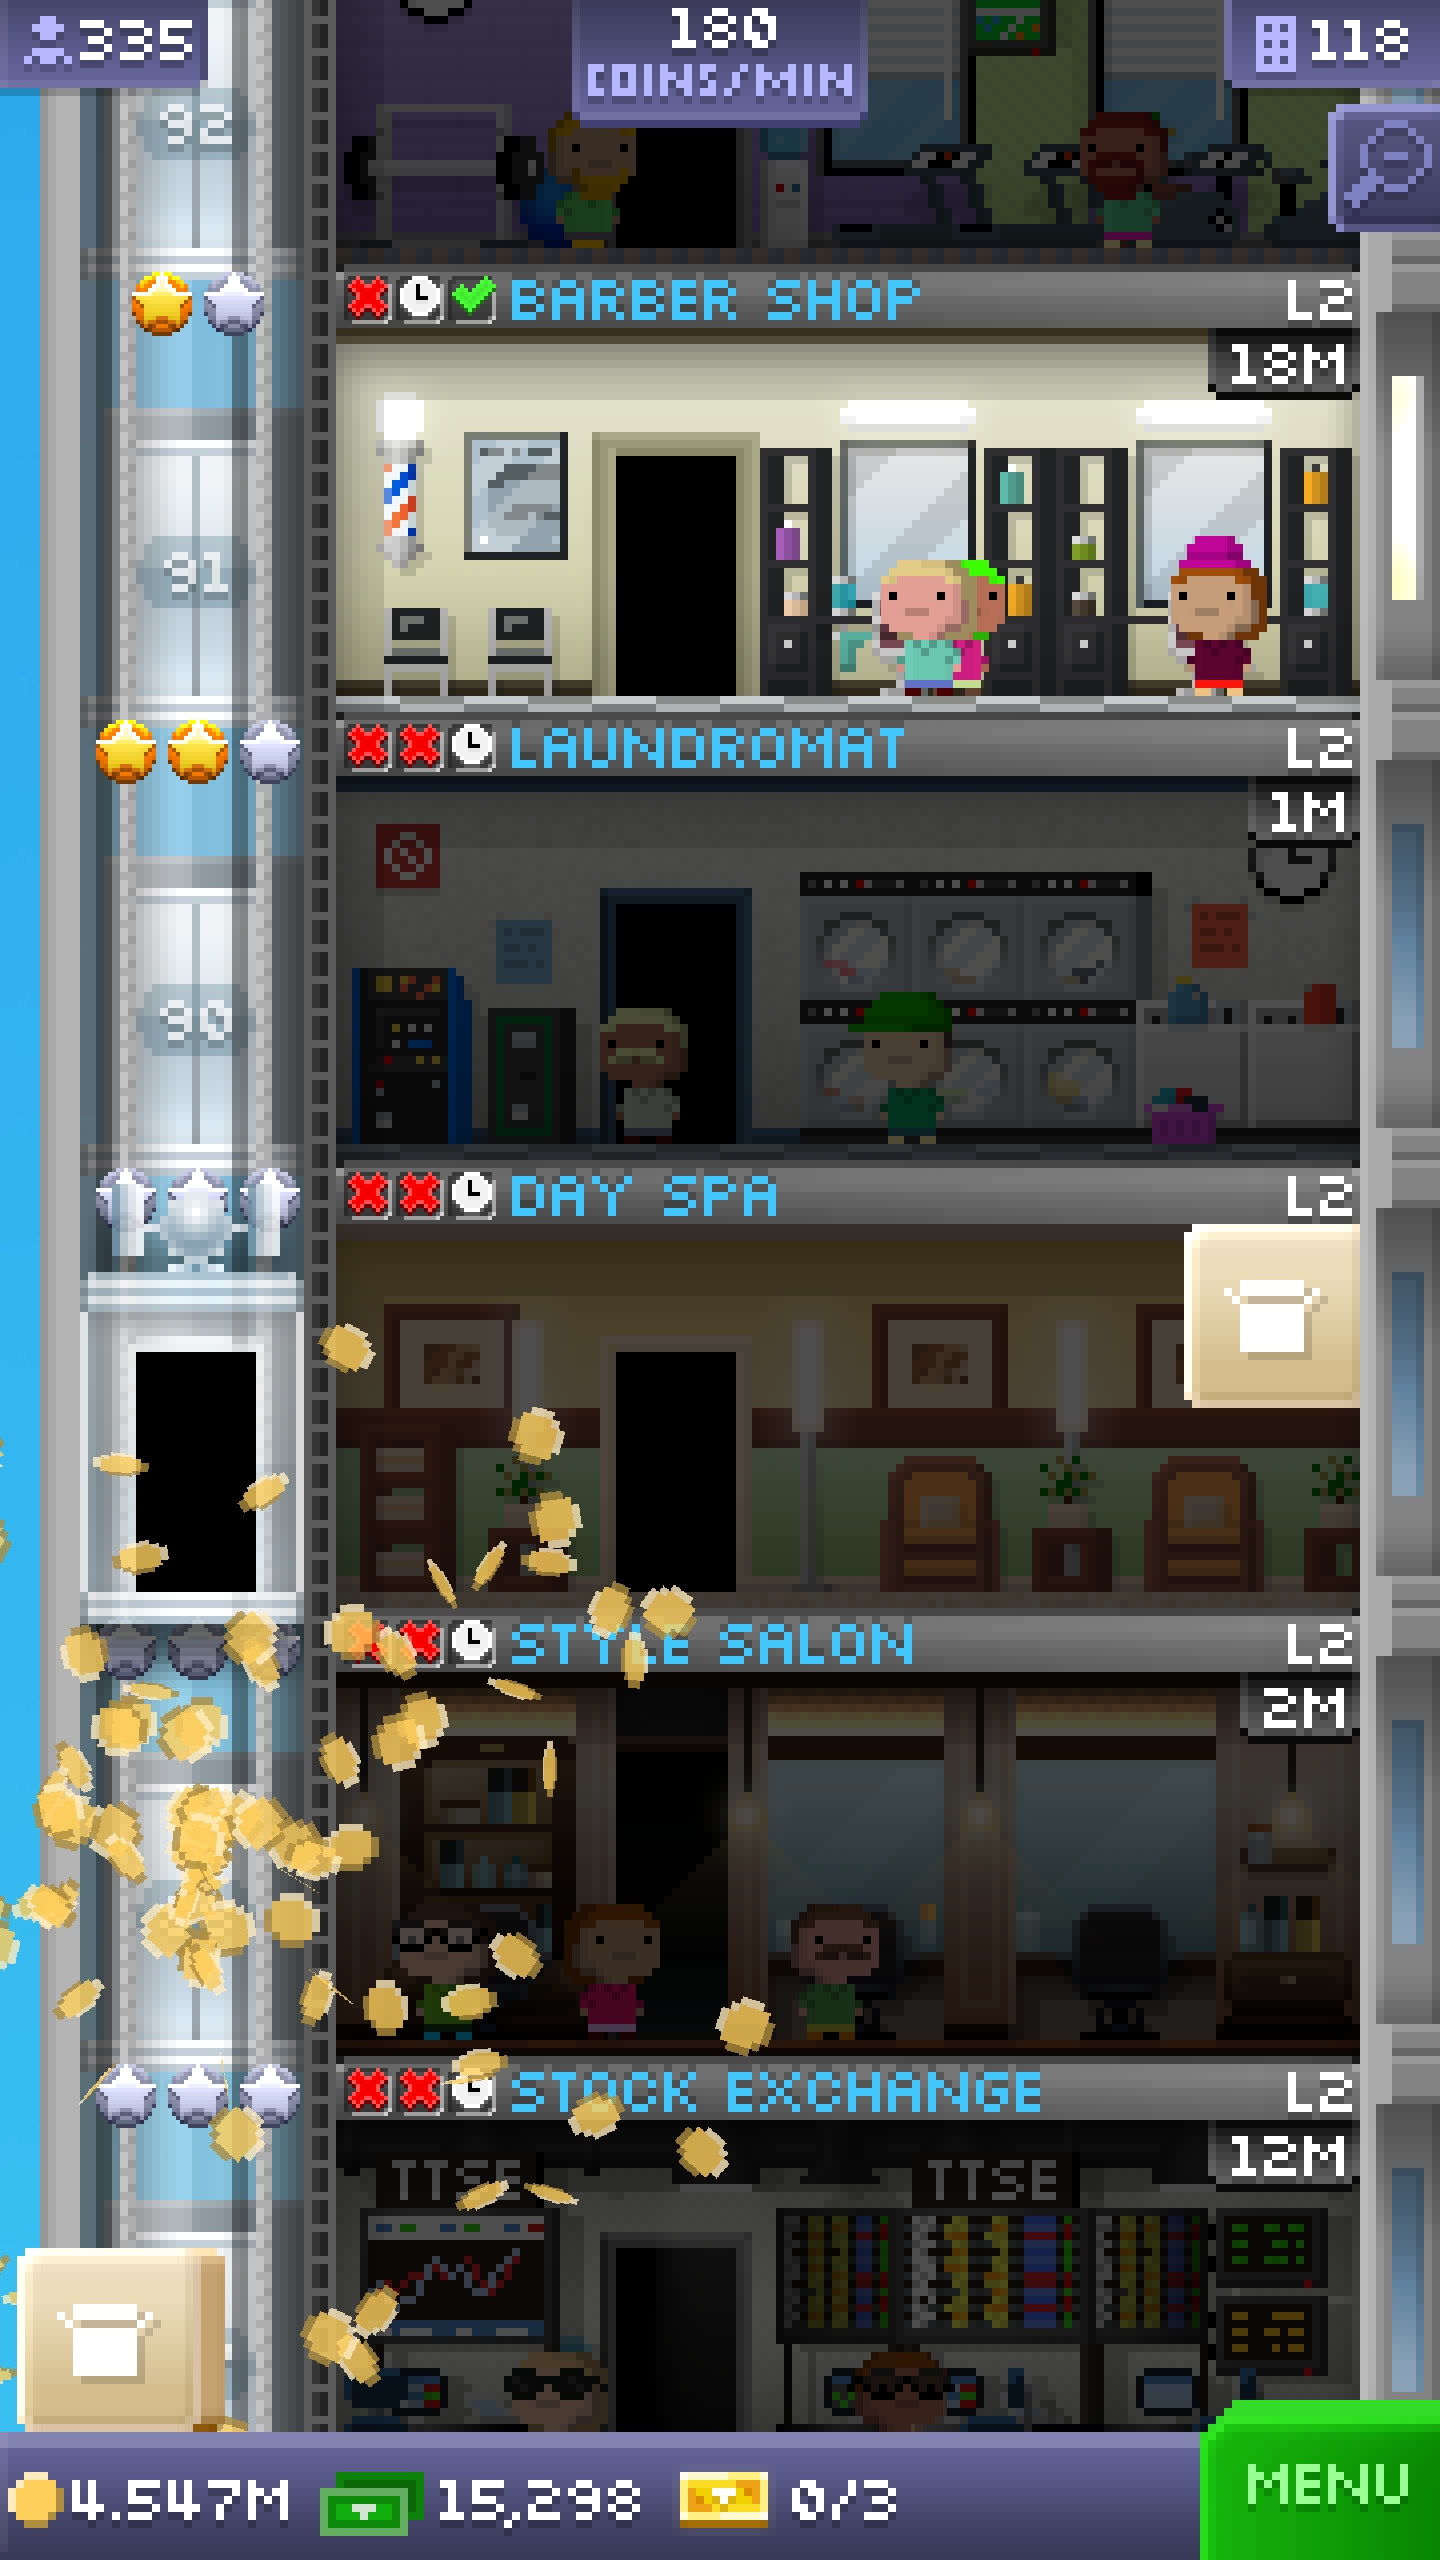 335
180
COINS/MIN
118
92
BARBER SHOP L2
18M
91
LAUNDROMAT L2
1M
90
DAY SPA L2
STYLE SALON L2
2M
STOCK EXCHANGE L2
12M
TTSE TTSE
4.547M 15,298 0/3 MENU